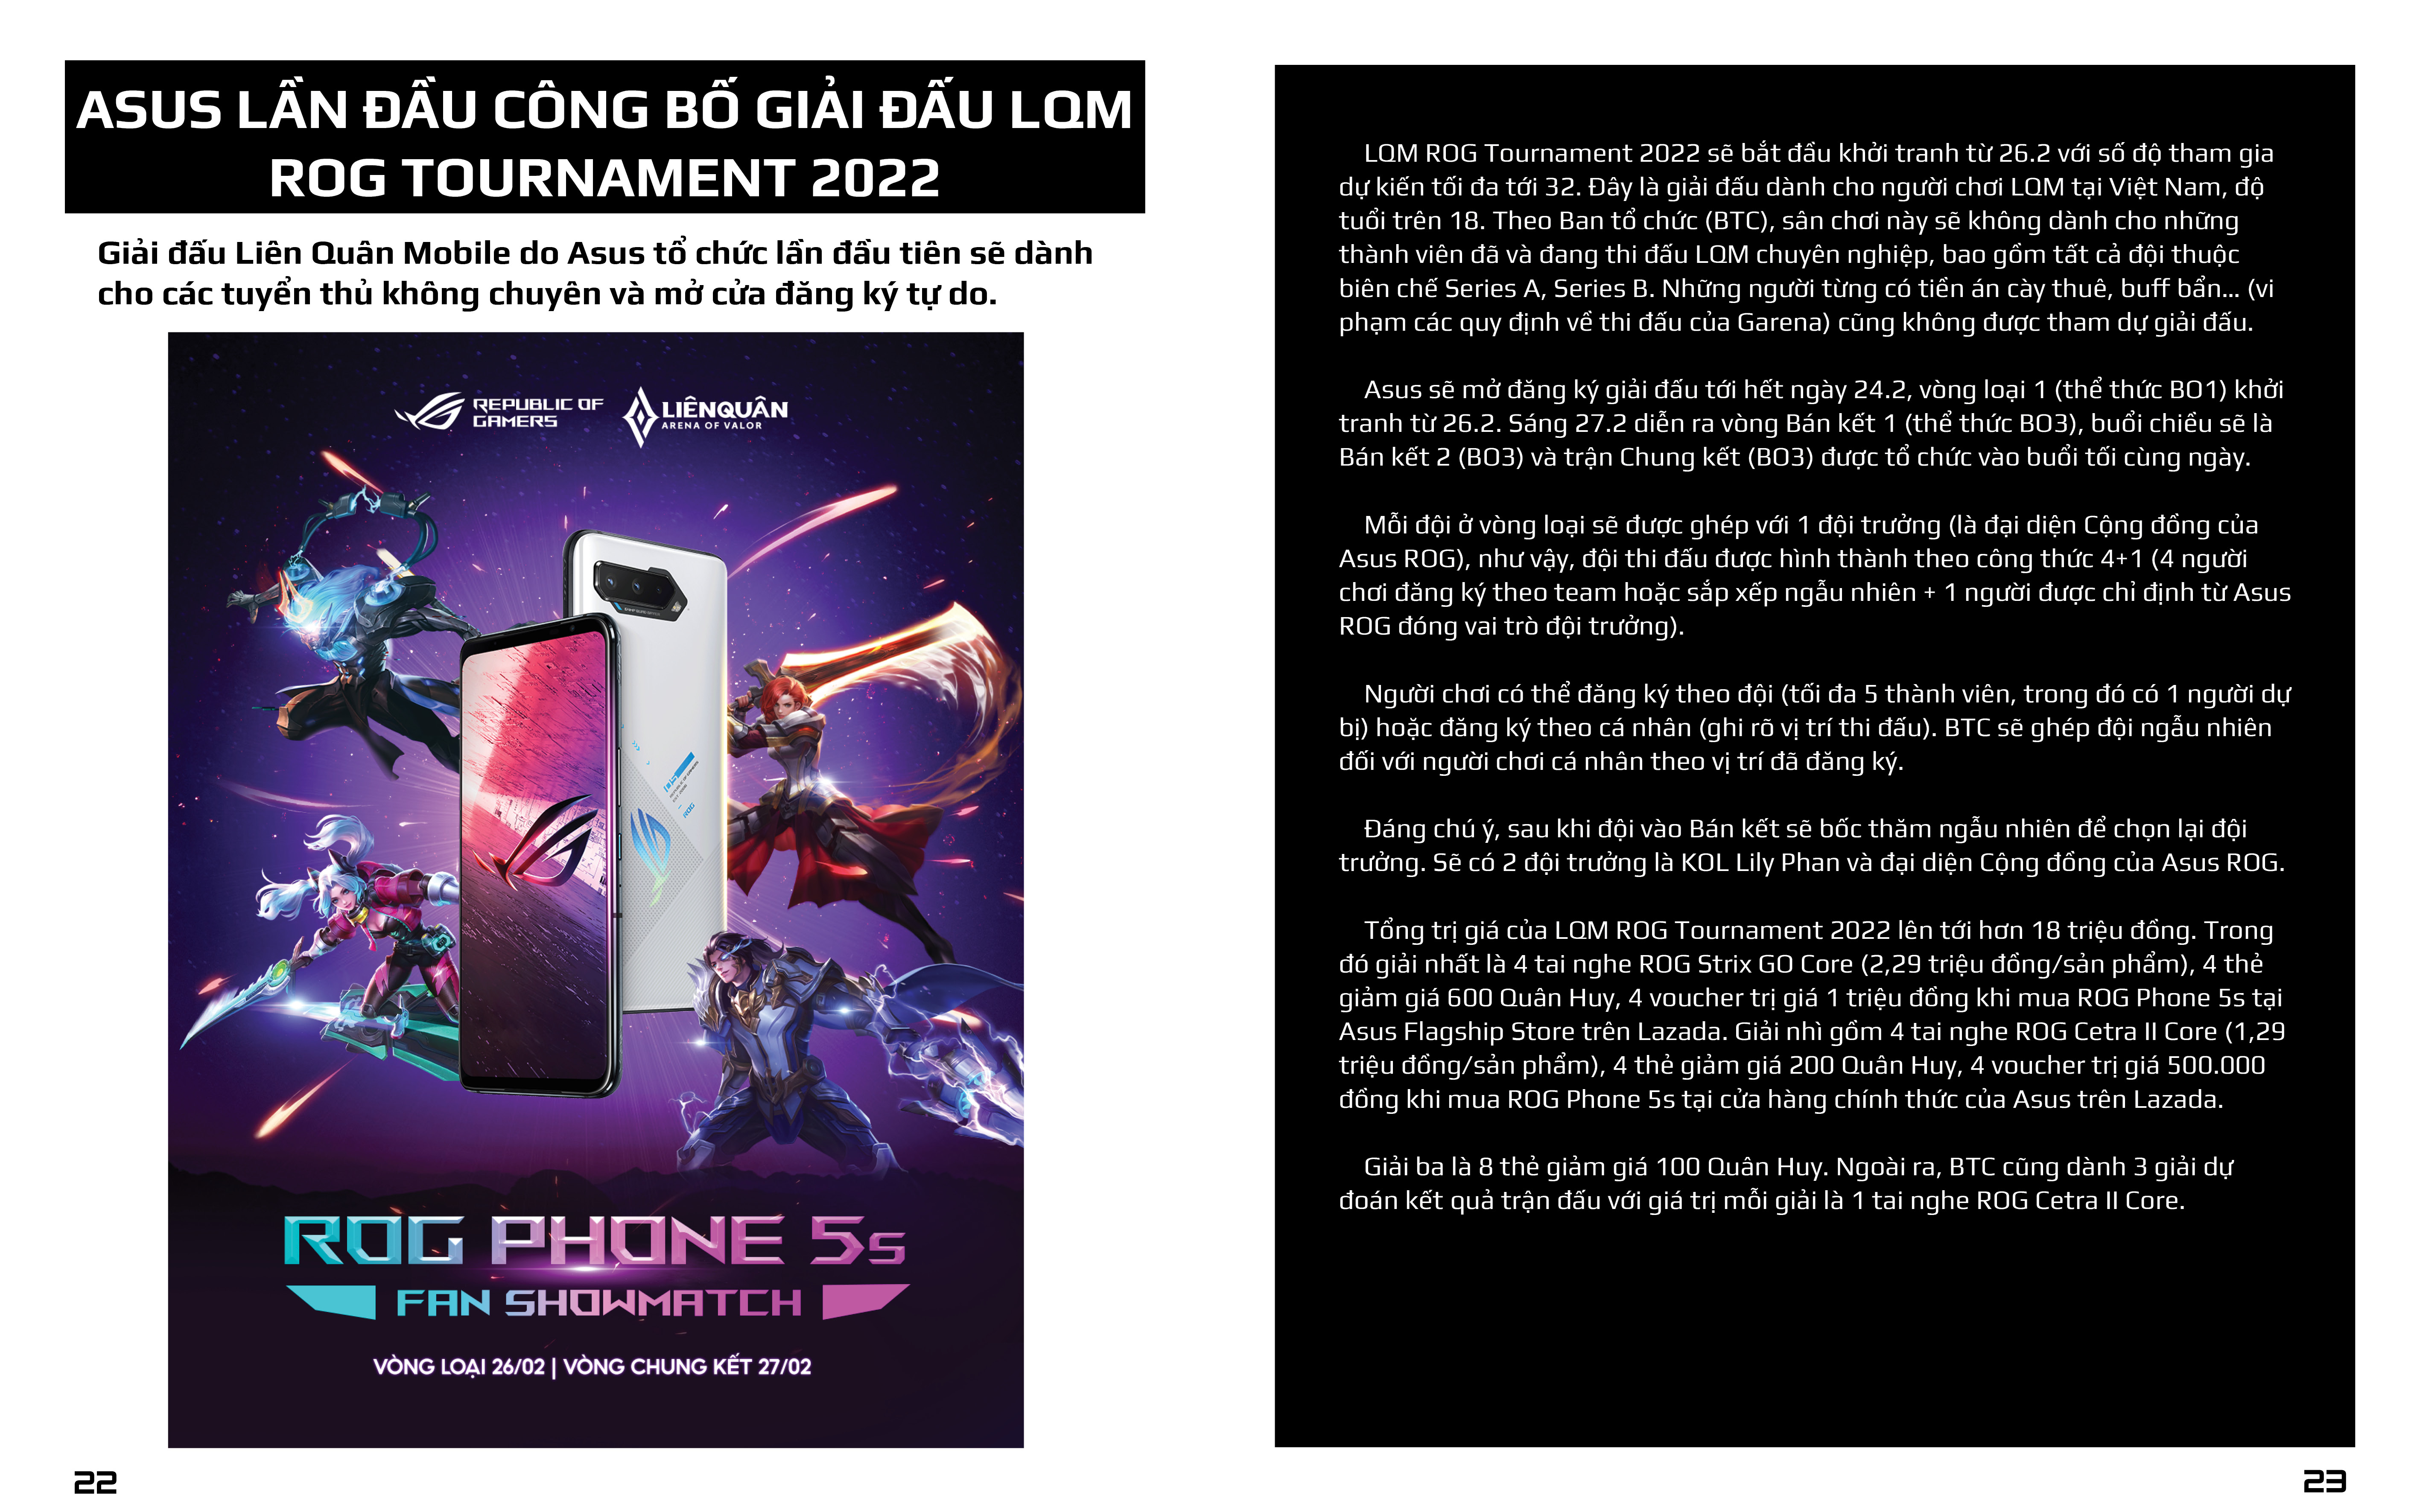 ASUS LẦN ĐẦU CÔNG BỐ GIẢI ĐẤU LQM
ROG TOURNAMENT 2022
Giải đấu Liên Quân Mobile do Asus tổ chức lần đầu tiên sẽ dành
cho các tuyển thủ không chuyên và mở cửa đăng ký tự do.
REPUBLIC OF
GAMERS
LIÊNQUÂN
ARENA OF VALOR
ROG
ROG PHONE 5s
FAN SHOWMATCH
VÒNG LOẠI 26/02 | VÒNG CHUNG KẾT 27/02
22
LQM ROG Tournament 2022 sẽ bắt đầu khởi tranh từ 26.2 với số độ tham gia
dự kiến tối đa tới 32. Đây là giải đấu dành cho người chơi LQM tại Việt Nam, độ
tuổi trên 18. Theo Ban tổ chức (BTC), sân chơi này sẽ không dành cho những
thành viên đã và đang thi đấu LQM chuyên nghiệp, bao gồm tất cả đội thuộc
biên chế Series A, Series B. Những người từng có tiền án cày thuê, buff bẩn... (vi
phạm các quy định về thi đấu của Garena) cũng không được tham dự giải đấu.
Asus sẽ mở đăng ký giải đấu tới hết ngày 24.2, vòng loại 1 (thể thức BO1) khởi
tranh từ 26.2. Sáng 27.2 diễn ra vòng Bán kết 1 (thể thức BO3), buổi chiều sẽ là
Bán kết 2 (BO3) và trận Chung kết (BO3) được tổ chức vào buổi tối cùng ngày.
Mỗi đội ở vòng loại sẽ được ghép với 1 đội trưởng (là đại diện Cộng đồng của
Asus ROG), như vậy, đội thi đấu được hình thành theo công thức 4+1 (4 người
chơi đăng ký theo team hoặc sắp xếp ngẫu nhiên + 1 người được chỉ định từ Asus
ROG đóng vai trò đội trưởng).
Người chơi có thể đăng ký theo đội (tối đa 5 thành viên, trong đó có 1 người dự
bị) hoặc đăng ký theo cá nhân (ghi rõ vị trí thi đấu). BTC sẽ ghép đội ngẫu nhiên
đối với người chơi cá nhân theo vị trí đã đăng ký.
Đáng chú ý, sau khi đội vào Bán kết sẽ bốc thăm ngẫu nhiên để chọn lại đội
trưởng. Sẽ có 2 đội trưởng là KOL Lily Phan và đại diện Cộng đồng của Asus ROG.
Tổng trị giá của LQM ROG Tournament 2022 lên tới hơn 18 triệu đồng. Trong
đó giải nhất là 4 tai nghe ROG Strix GO Core (2,29 triệu đồng/sản phẩm), 4 thẻ
giảm giá 600 Quân Huy, 4 voucher trị giá 1 triệu đồng khi mua ROG Phone 5s tại
Asus Flagship Store trên Lazada. Giải nhì gồm 4 tai nghe ROG Cetra II Core (1,29
triệu đồng/sản phẩm), 4 thẻ giảm giá 200 Quân Huy, 4 voucher trị giá 500.000
đồng khi mua ROG Phone 5s tại cửa hàng chính thức của Asus trên Lazada.
Giải ba là 8 thẻ giảm giá 100 Quân Huy. Ngoài ra, BTC cũng dành 3 giải dự
đoán kết quả trận đấu với giá trị mỗi giải là 1 tai nghe ROG Cetra II Core.
23